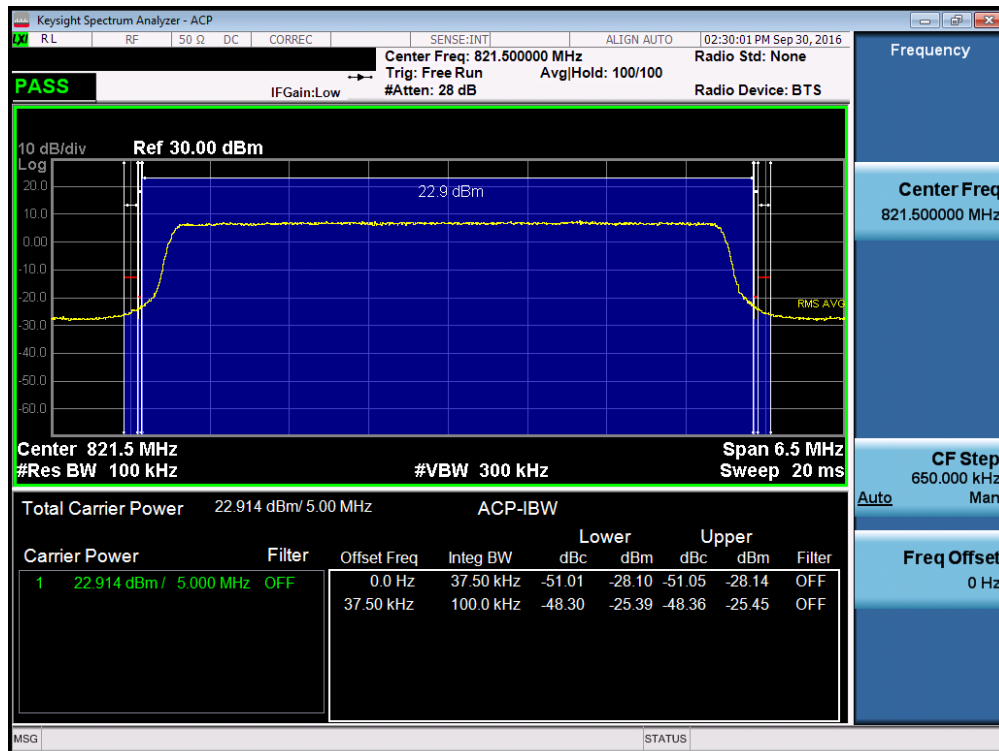 Keysight Spectrum Analyzer - ACP
LXI RL RF 50 Ω DC CORREC SENSE:INT ALIGN AUTO 02:30:01 PM Sep 30, 2016
Center Freq: 821.500000 MHz Radio Std: None
Trig: Free Run Avg|Hold: 100/100
PASS IFGain:Low #Atten: 28 dB Radio Device: BTS
10 dB/div Ref 30.00 dBm
Log
20.0
22.9 dBm
10.0
0.00
-10.0
-20.0
RMS AVG
-30.0
-40.0
-50.0
-60.0
Center 821.5 MHz Span 6.5 MHz
#Res BW 100 kHz #VBW 300 kHz Sweep 20 ms
Total Carrier Power 22.914 dBm/ 5.00 MHz ACP-IBW
Lower Upper
Carrier Power Filter Offset Freq Integ BW dBc dBm dBc dBm Filter
1 22.914 dBm / 5.000 MHz OFF 0.0 Hz 37.50 kHz -51.01 -28.10 -51.05 -28.14 OFF
37.50 kHz 100.0 kHz -48.30 -25.39 -48.36 -25.45 OFF
MSG STATUS
Frequency
Center Freq
821.500000 MHz
CF Step
650.000 kHz
Auto Man
Freq Offset
0 Hz